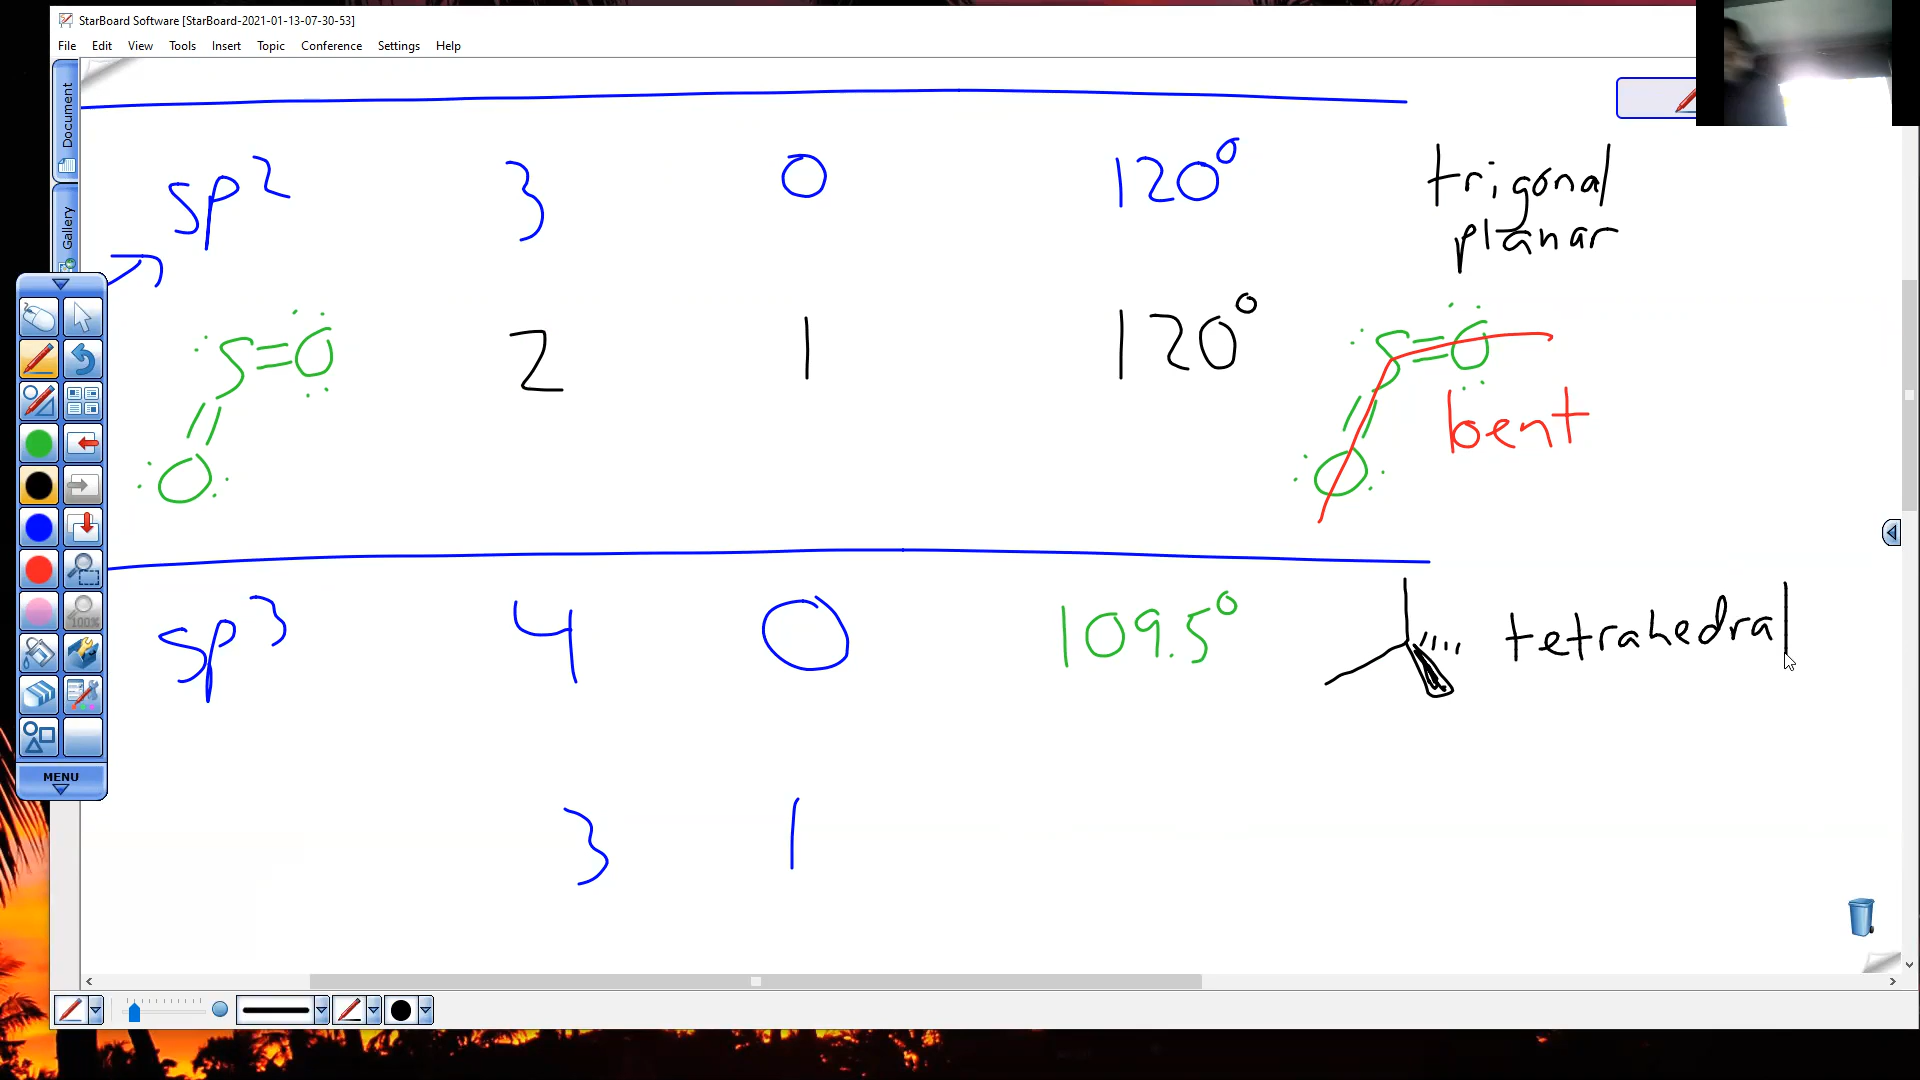 StarBoard Software [StarBoard-2021-01-13-07-30-53]
File Edit View Tools Insert Topic Conference Settings Help
Document
Gallery
sp² 3 0 120° trigonal
planar
S=O 2 1 120° S=O
bent
O O
sp³ 4 0 109.5° tetrahedral
3 1
100%
MENU